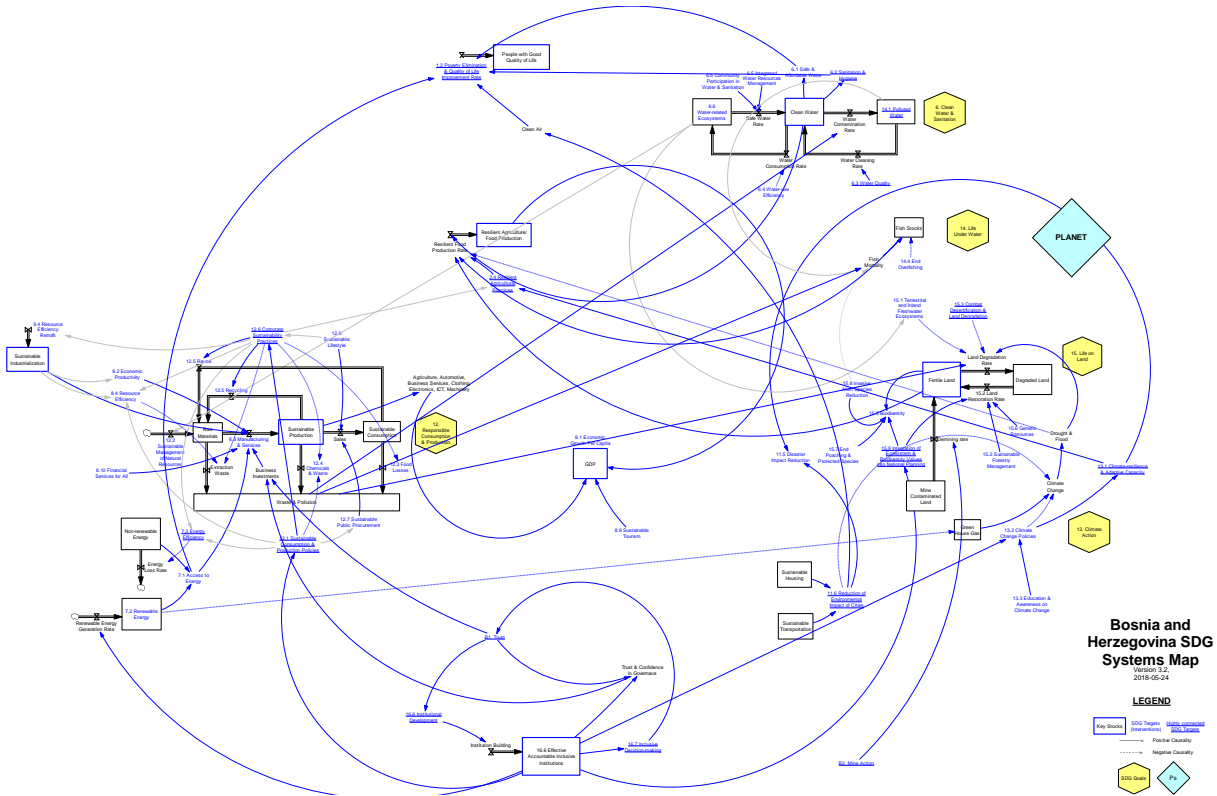 People with Good
Quality of Life
1.2 Poverty Elimination
& Quality of Life
Improvement Rate
Clean Air
6.5 Integrated
Water Resources
Management
Participation in
Water & Sanitation
6.1 Safe &
Affordable Water
6.2 Sanitation &
Hygiene
6.6
Water-related
Ecosystems
Safe Water
Rate
Clean Water
Water
Contamination
Rate
14.1 Polluted
Water
6. Clean
Water &
Sanitation
Water
Consumption Rate
Water Cleaning
Rate
6.3 Water Quality
6.4 Water-use
Efficiency
Resilient Agriculture/
Food Production
Resilient Food
Production Rate
2.4 Resilient
Agricultural
Practices
Fish Stocks
14. Life
Under Water
PLANET
Fish
Mortality
14.4 End
Overfishing
15.1 Terrestrial
and Inland
Freshwater
Ecosystems
15.3 Combat
Desertification &
Land Degradation
9.4 Resource
Efficiency
Retrofit
Sustainable
Industrialization
12.6 Corporate
Sustainability
Practices
Sustainable
Lifestyle
12.5 Reuse
12.5 Recycling
8.2 Economic
Productivity
8.4 Resource
Efficiency
Agriculture, Automotive,
Business Services, Clothing,
Electronics, ICT, Machinery
12.
Responsible
Consumption
& Production
Materials
Sustainable
Production
Sales
Sustainable
Consumption
12.2
Sustainable
Management
of Natural
Resources
8.3 Manufacturing
& Services
Extraction
Waste
Business
Investments
12.4
Chemicals
& Waste
12.3 Food
Losses
8.10 Financial
Services for All
Waste & Pollution
12.7 Sustainable
Public Procurement
12.1 Sustainable
Consumption &
Production Policies
8.1 Economic
Growth Per Capita
GDP
8.9 Sustainable
Tourism
Land Degradation
Rate
15. Life on
Land
Fertile Land
Degraded Land
15.2 Land
Restoration Rate
15.8 Invasive
Alien Species
Reduction
15.5 Biodiversity
15.6 Genetic
Resources
Drought &
Flood
11.5 Disaster
Impact Reduction
15.7 End
Poaching &
Protected Species
15.9 Integration of
Ecosystem &
Biodiversity Values
into National Planning
Demining rate
15.2 Sustainable
Forestry
Management
13.1 Climate-resilience
& Adaptive Capacity
Climate
Change
Mine
Contaminated
Land
Green
House Gas
13.2 Climate
Change Policies
13. Climate
Action
Non-renewable
Energy
7.3 Energy
Efficiency
Energy
Loss Rate
7.1 Access to
Energy
7.2 Renewable
Energy
Renewable Energy
Generation Rate
Sustainable
Housing
11.6 Reduction of
Environmental
Impact of Cities
Sustainable
Transportation
13.3 Education &
Awareness on
Climate Change
B1. Trust
Trust & Confidence
in Governace
16.6 Institutional
Development
Institution Building
16.6 Effective
Accountable Inclusive
Institutions
16.7 Inclusive
Decision-making
B2. Mine Action
Bosnia and
Herzegovina SDG
Systems Map
Version 3.2,
2018-05-24
LEGEND
Key Stocks
SDG Targets
(Interventions)
Highly connected
SDG Targets
Positive Causality
Negative Causality
SDG Goals
Ps